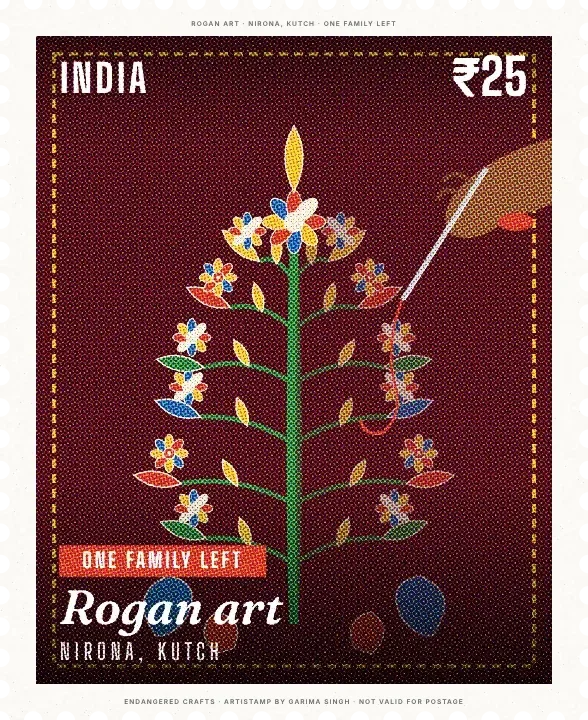 ROGAN ART · NIRONA, KUTCH · ONE FAMILY LEFT
INDIA
₹25
ONE FAMILY LEFT
Rogan art
NIRONA, KUTCH
ENDANGERED CRAFTS · ARTISTAMP BY GARIMA SINGH · NOT VALID FOR POSTAGE